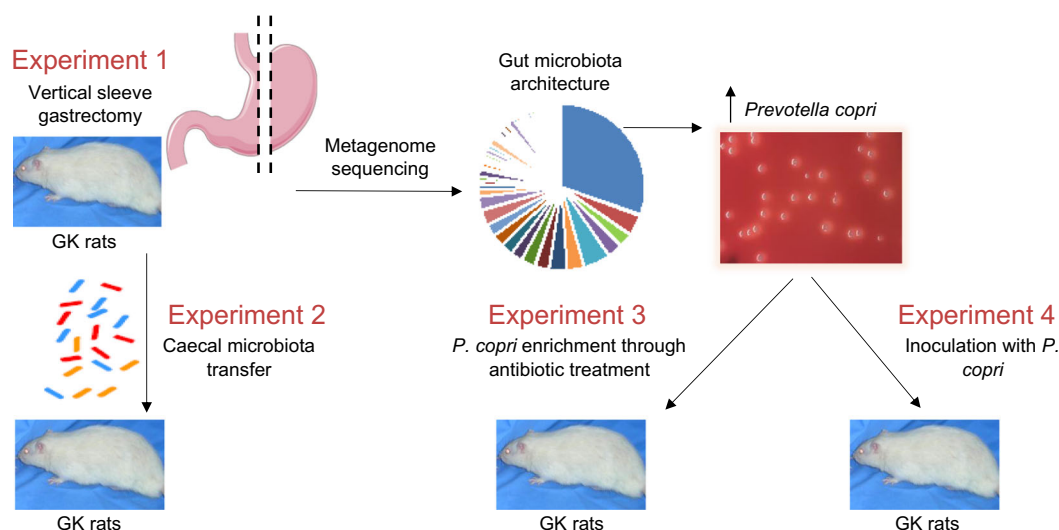 Experiment 1
Vertical sleeve
gastrectomy
GK rats
Metagenome
sequencing
Gut microbiota
architecture
Prevotella copri
Experiment 2
Caecal microbiota
transfer
GK rats
Experiment 3
P. copri enrichment through
antibiotic treatment
GK rats
Experiment 4
Inoculation with P.
copri
GK rats